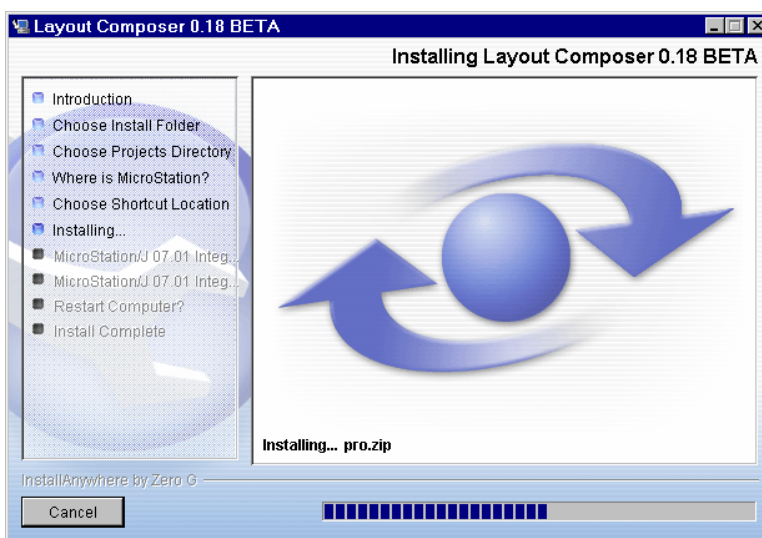 Layout Composer 0.18 BETA
Installing Layout Composer 0.18 BETA
Introduction
Choose Install Folder
Choose Projects Directory
Where is MicroStation?
Choose Shortcut Location
Installing...
MicroStation/J 07.01 Integ...
MicroStation/J 07.01 Integ...
Restart Computer?
Install Complete
Installing... pro.zip
InstallAnywhere by Zero G
Cancel